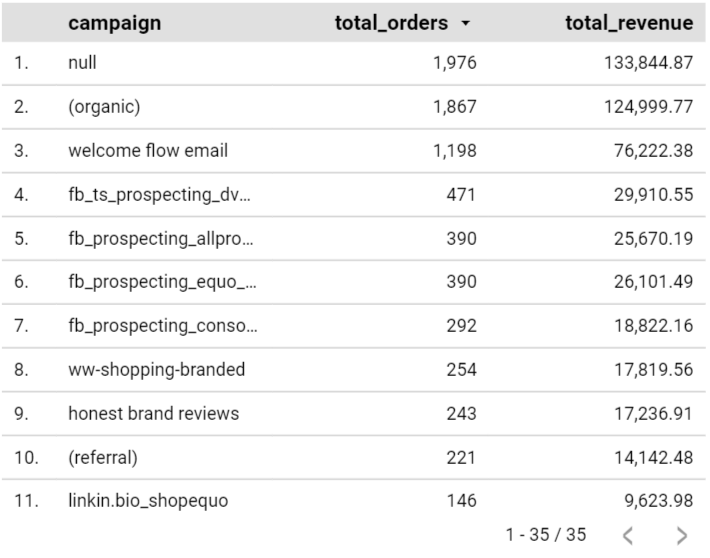 campaign total_orders total_revenue
1. null 1,976 133,844.87
2. (organic) 1,867 124,999.77
3. welcome flow email 1,198 76,222.38
4. fb_ts_prospecting_dv... 471 29,910.55
5. fb_prospecting_allpro... 390 25,670.19
6. fb_prospecting_equo_... 390 26,101.49
7. fb_prospecting_conso... 292 18,822.16
8. ww-shopping-branded 254 17,819.56
9. honest brand reviews 243 17,236.91
10. (referral) 221 14,142.48
11. linkin.bio_shopequo 146 9,623.98
1 - 35 / 35